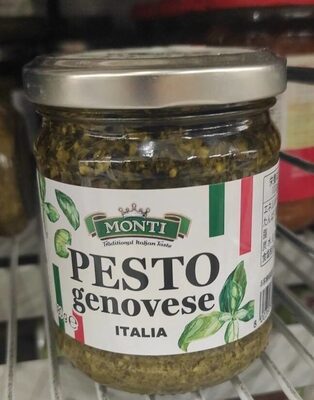 MONTI
Traditional Italian Taste
PESTO
genovese
ITALIA